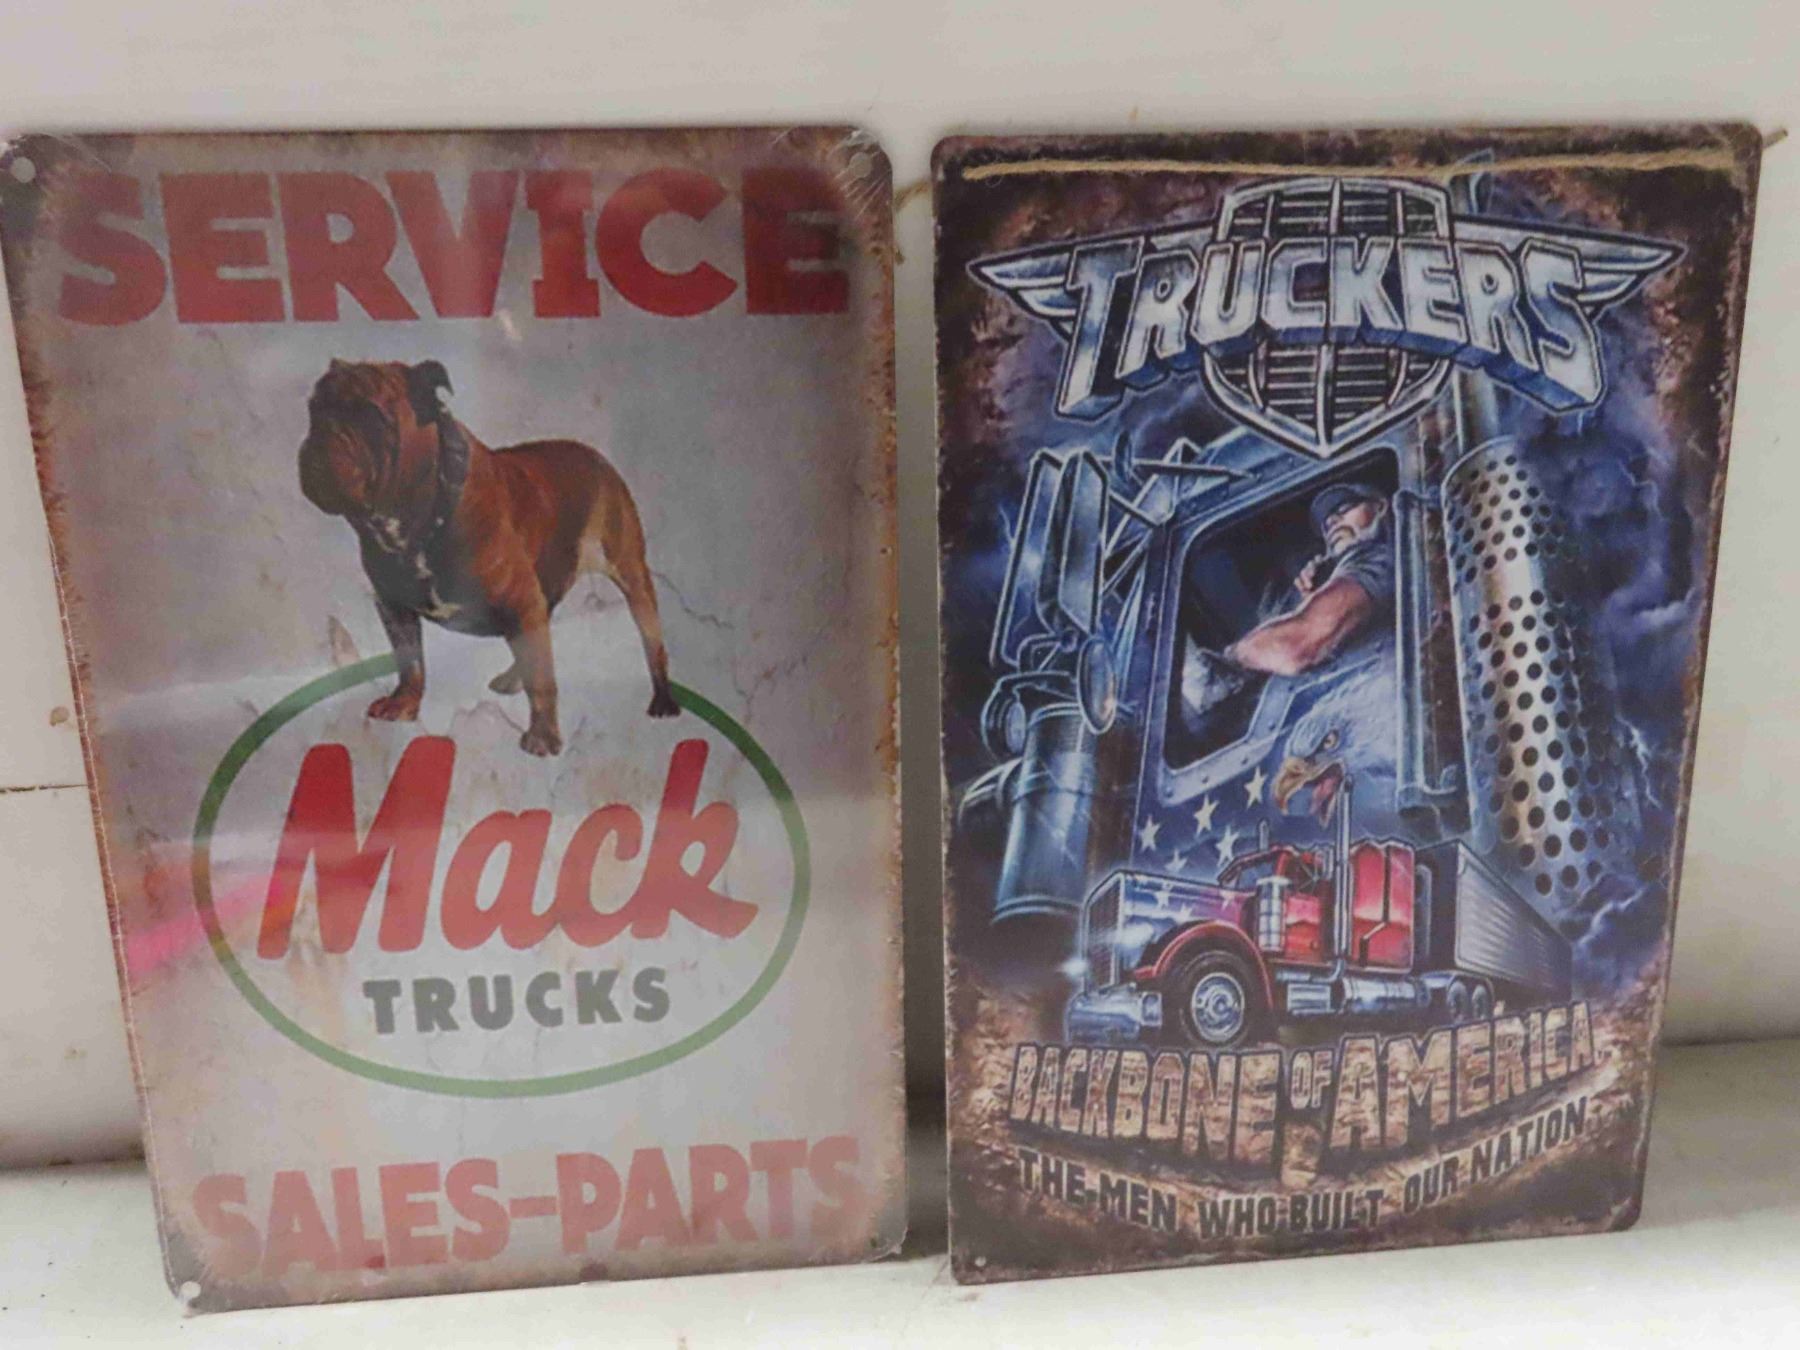 SERVICE
Mack
TRUCKS
SALES-PARTS
TRUCKERS
BACKBONE OF AMERICA
THE MEN WHO BUILT OUR NATION